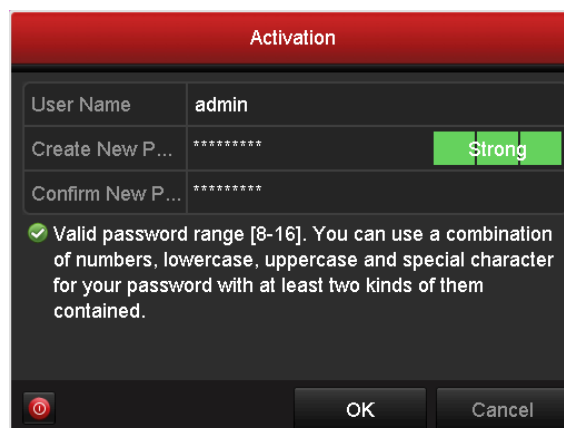 Activation
User Name admin
Create New P... ********* Strong
Confirm New P... *********
Valid password range [8-16]. You can use a combination
of numbers, lowercase, uppercase and special character
for your password with at least two kinds of them
contained.
OK Cancel